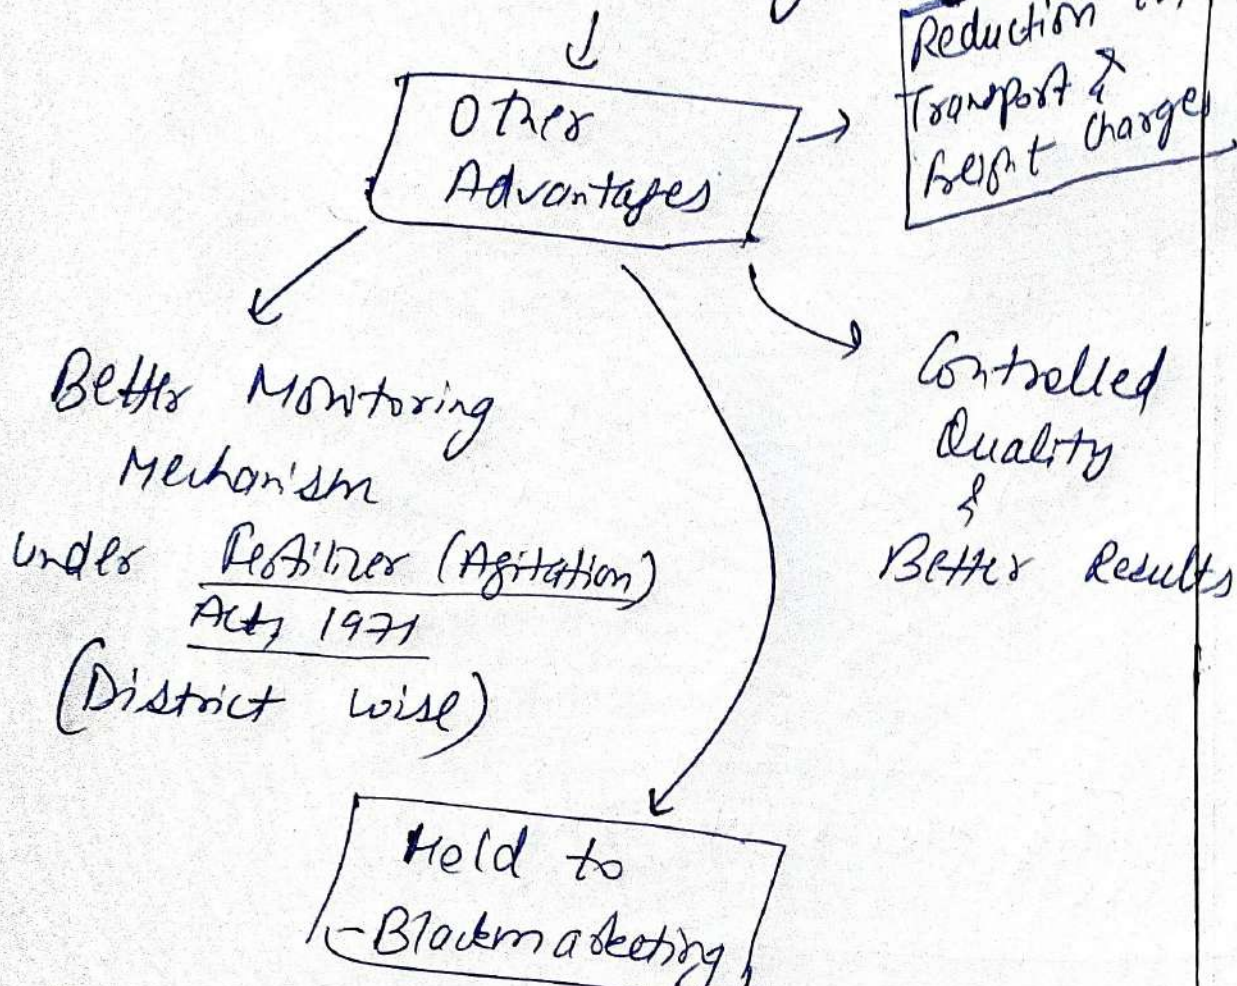 Reduction in
Transport &
freight Charges
Other
Advantages
Better Monitoring
Mechanism
under Fertilizer (Agitation)
Act, 1971
(District wise)
Controlled
Quality
&
Better Results
Held to
Blackmarketing